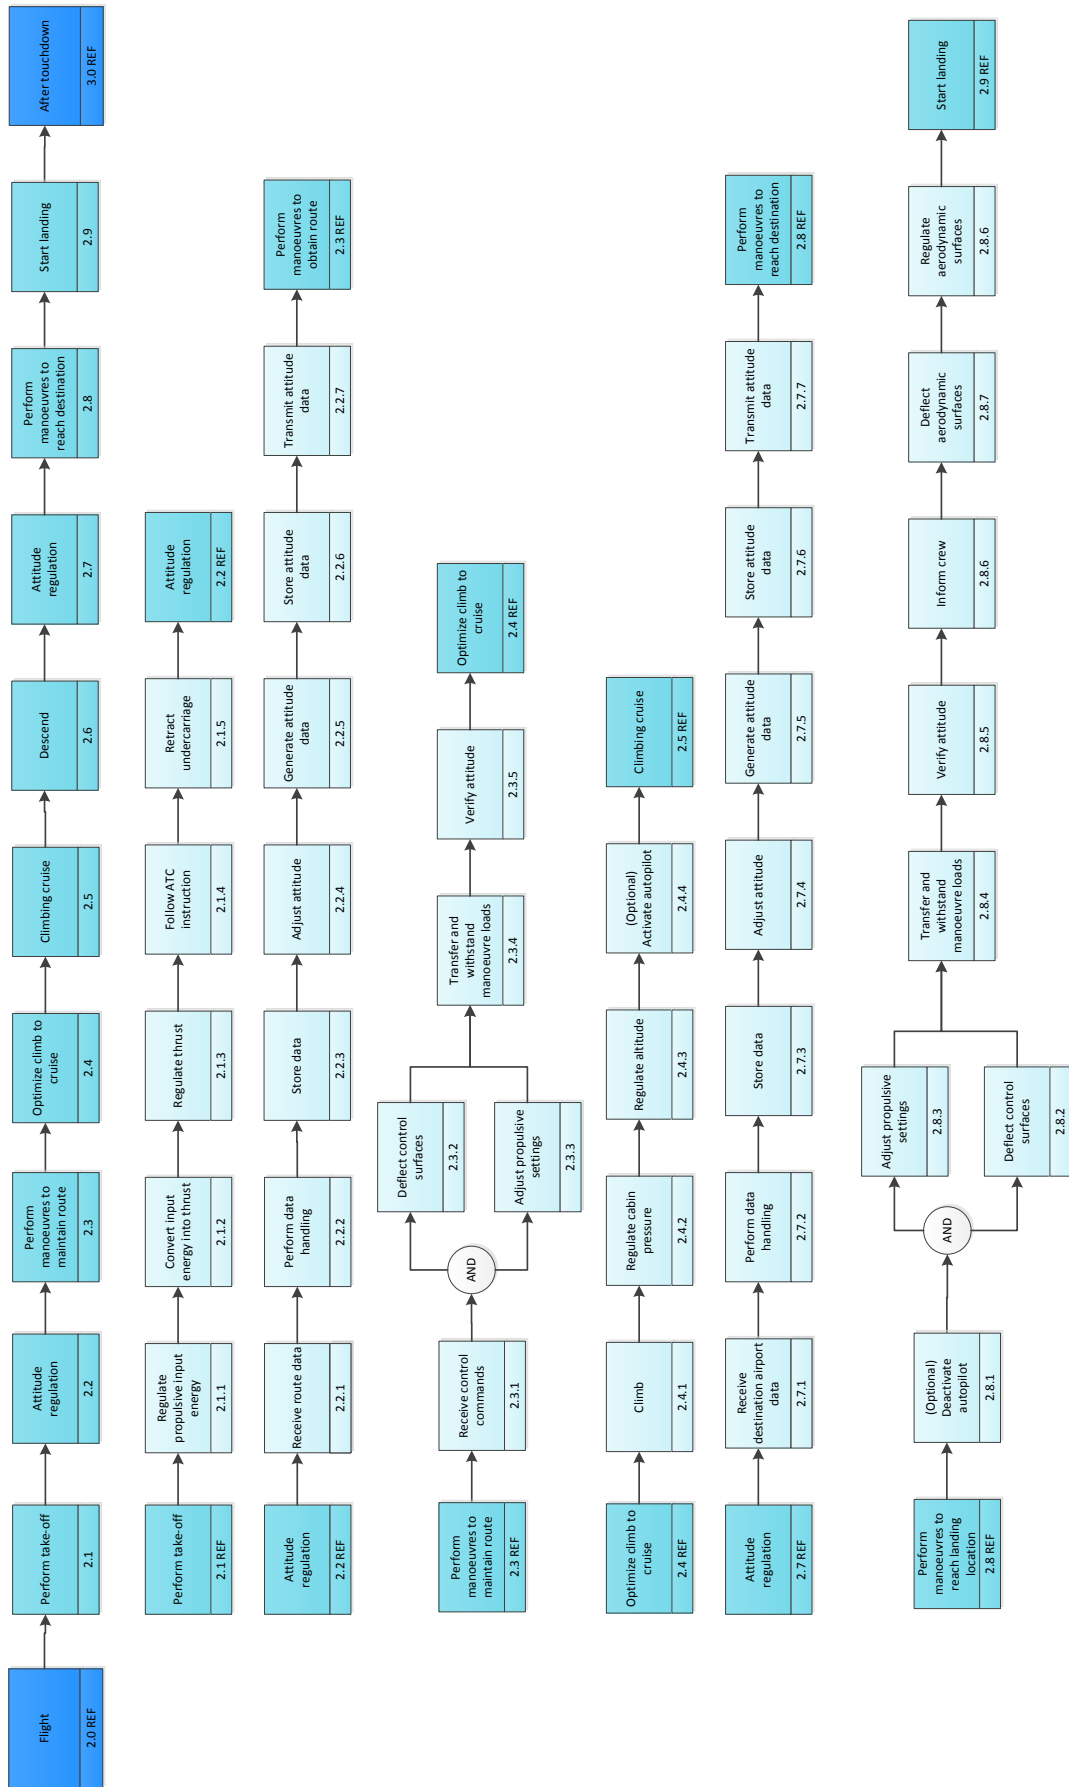 Flight
2.0 REF
Perform take-off
2.1
Attitude
regulation
2.2
Perform
manoeuvres to
maintain route
2.3
Optimize climb to
cruise
2.4
Climbing cruise
2.5
Descend
2.6
Attitude
regulation
2.7
Perform
manoeuvres to
reach destination
2.8
Start landing
2.9
After touchdown
3.0 REF
Perform take-off
2.1 REF
Regulate
propulsive input
energy
2.1.1
Convert input
energy into thrust
2.1.2
Regulate thrust
2.1.3
Follow ATC
instruction
2.1.4
Retract
undercarriage
2.1.5
Attitude
regulation
2.2 REF
Attitude
regulation
2.2 REF
Receive route data
2.2.1
Perform data
handling
2.2.2
Store data
2.2.3
Adjust attitude
2.2.4
Generate attitude
data
2.2.5
Store attitude
data
2.2.6
Transmit attitude
data
2.2.7
Perform
manoeuvres to
obtain route
2.3 REF
Perform
manoeuvres to
maintain route
2.3 REF
Receive control
commands
2.3.1
AND
Deflect control
surfaces
2.3.2
Adjust propulsive
settings
2.3.3
Transfer and
withstand
manoeuvre loads
2.3.4
Verify attitude
2.3.5
Optimize climb to
cruise
2.4 REF
Optimize climb to
cruise
2.4 REF
Climb
2.4.1
Regulate cabin
pressure
2.4.2
Regulate altitude
2.4.3
(Optional)
Activate autopilot
2.4.4
Climbing cruise
2.5 REF
Attitude
regulation
2.7 REF
Receive
destination airport
data
2.7.1
Perform data
handling
2.7.2
Store data
2.7.3
Adjust attitude
2.7.4
Generate attitude
data
2.7.5
Store attitude
data
2.7.6
Transmit attitude
data
2.7.7
Perform
manoeuvres to
reach destination
2.8 REF
Perform
manoeuvres to
reach landing
location
2.8 REF
(Optional)
Deactivate
autopilot
2.8.1
AND
Adjust propulsive
settings
2.8.3
Deflect control
surfaces
2.8.2
Transfer and
withstand
manoeuvre loads
2.8.4
Verify attitude
2.8.5
Inform crew
2.8.6
Deflect
aerodynamic
surfaces
2.8.7
Regulate
aerodynamic
surfaces
2.8.6
Start landing
2.9 REF